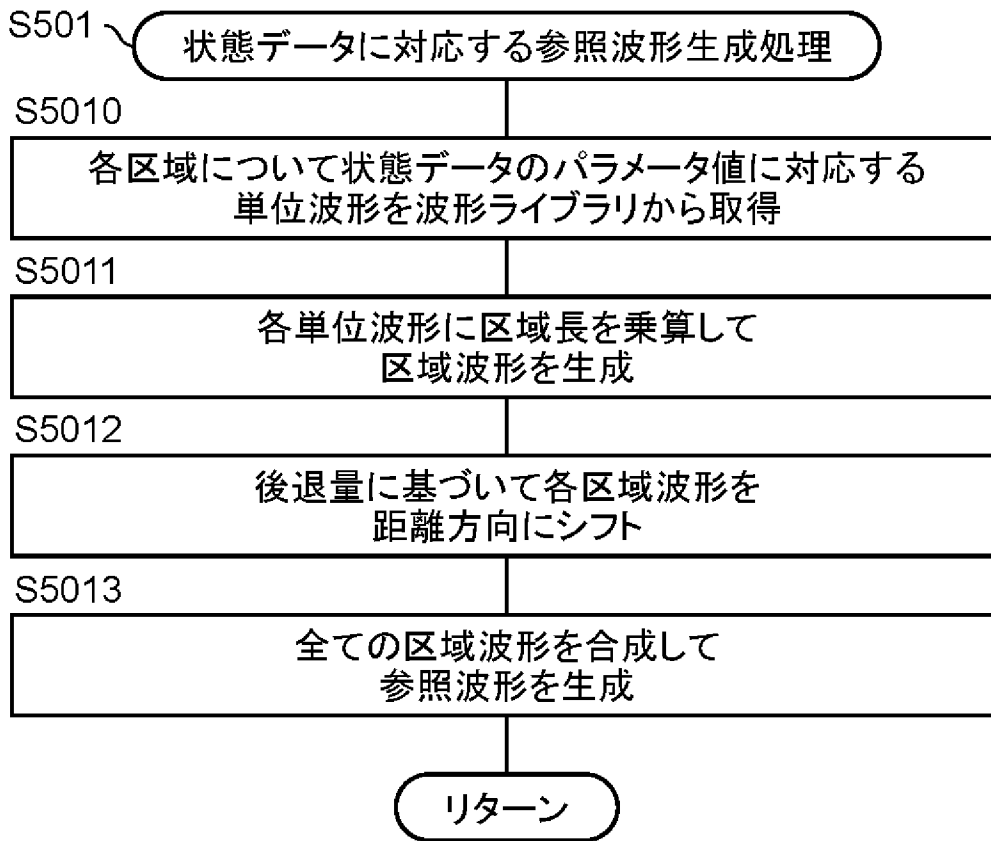 S501
状態データに対応する参照波形生成処理
S5010
各区域について状態データのパラメータ値に対応する
単位波形を波形ライブラリから取得
S5011
各単位波形に区域長を乗算して
区域波形を生成
S5012
後退量に基づいて各区域波形を
距離方向にシフト
S5013
全ての区域波形を合成して
参照波形を生成
リターン